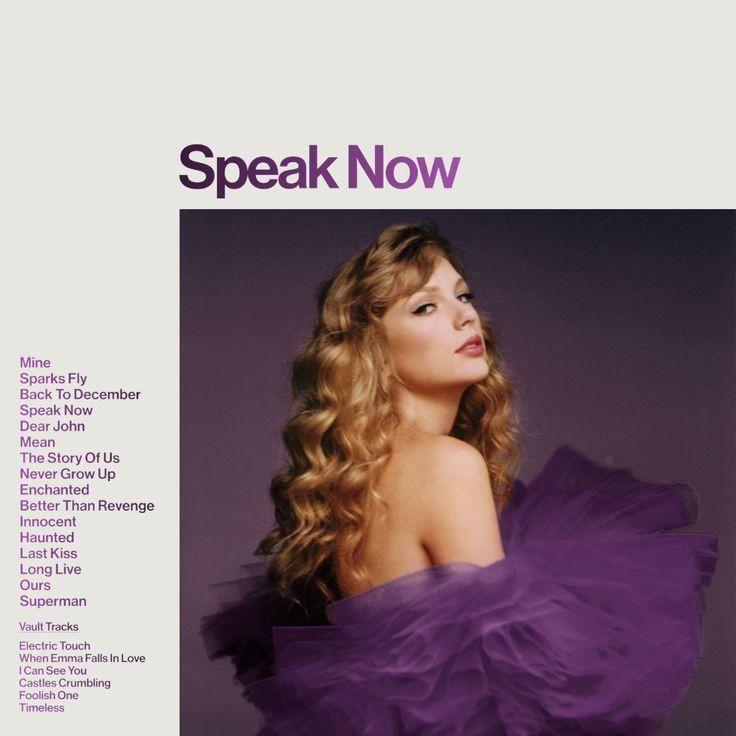 Speak Now
Mine
Sparks Fly
Back To December
Speak Now
Dear John
Mean
The Story Of Us
Never Grow Up
Enchanted
Better Than Revenge
Innocent
Haunted
Last Kiss
Long Live
Ours
Superman
Vault Tracks
Electric Touch
When Emma Falls In Love
I Can See You
Castles Crumbling
Foolish One
Timeless